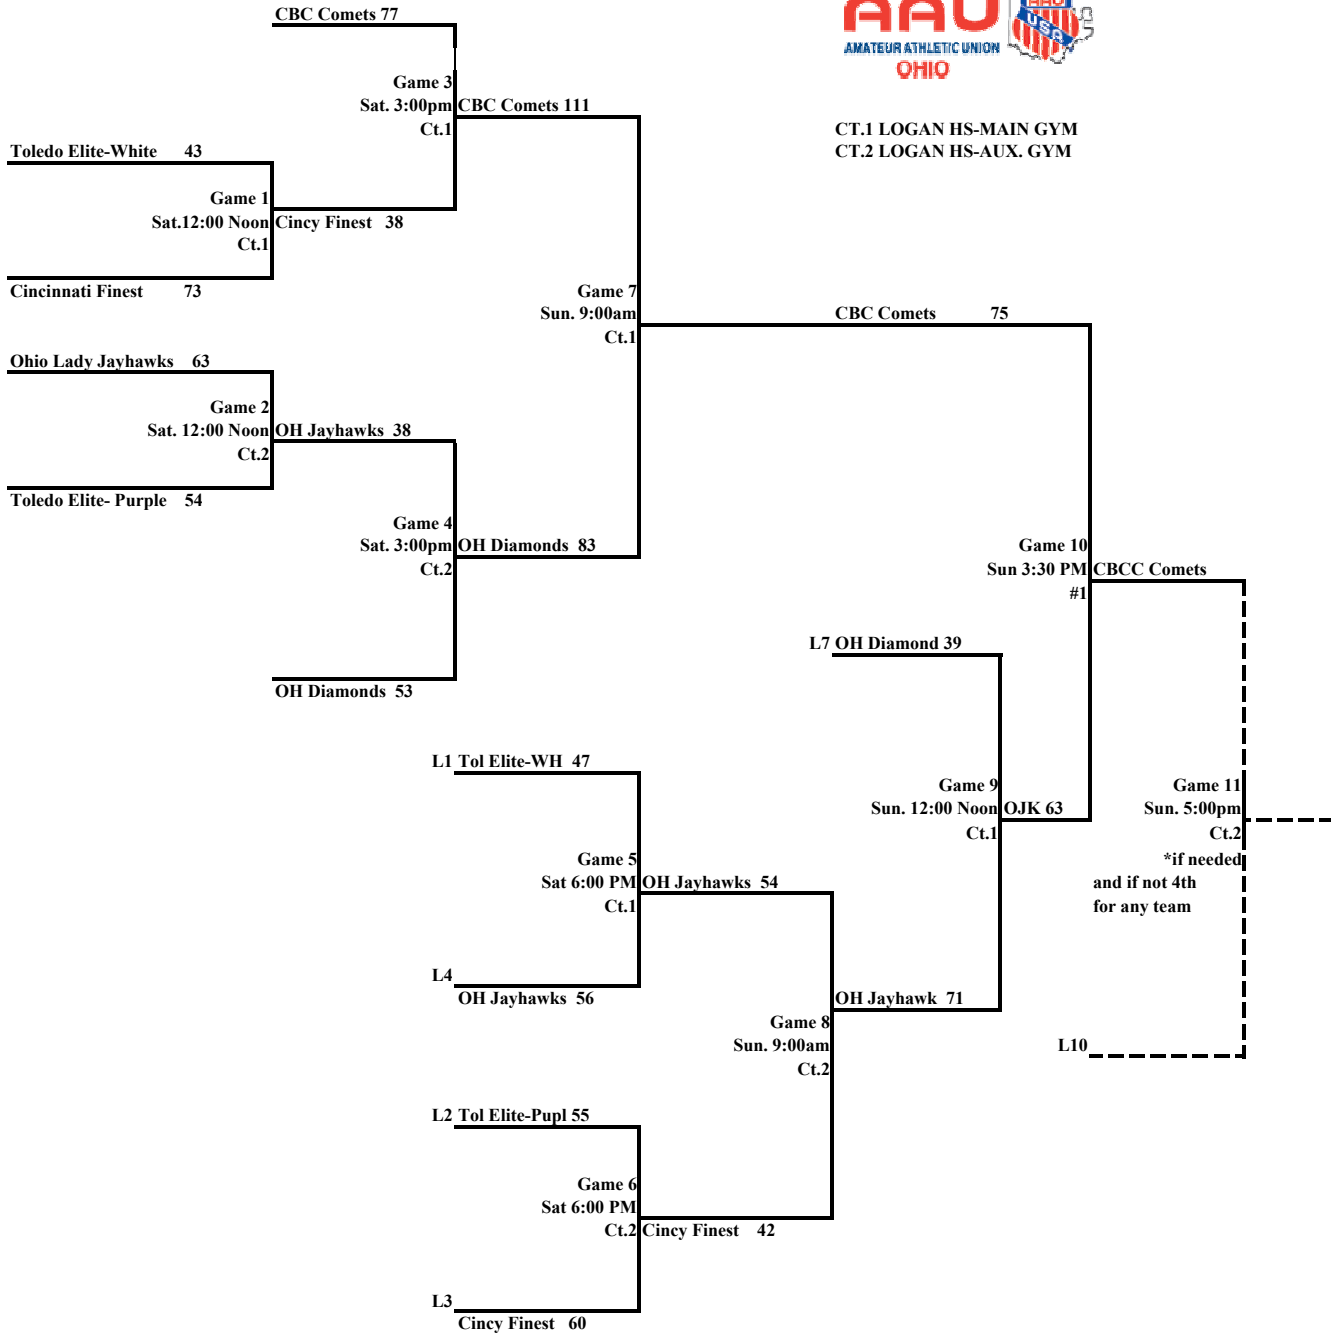 CBC Comets 77
AAU
AAU
USA
AMATEUR ATHLETIC UNION
OHIO
Game 3
Sat. 3:00pm
CBC Comets 111
Ct.1
CT.1 LOGAN HS-MAIN GYM
CT.2 LOGAN HS-AUX. GYM
Toledo Elite-White 43
Game 1
Sat.12:00 Noon
Cincy Finest 38
Ct.1
Cincinnati Finest 73
Game 7
Sun. 9:00am
Ct.1
CBC Comets 75
Ohio Lady Jayhawks 63
Game 2
Sat. 12:00 Noon
OH Jayhawks 38
Ct.2
Toledo Elite- Purple 54
Game 4
Sat. 3:00pm
OH Diamonds 83
Ct.2
Game 10
Sun 3:30 PM
CBCC Comets
#1
L7 OH Diamond 39
OH Diamonds 53
L1 Tol Elite-WH 47
Game 9
Sun. 12:00 Noon
OJK 63
Ct.1
Game 11
Sun. 5:00pm
Ct.2
*if needed
and if not 4th
for any team
Game 5
Sat 6:00 PM
OH Jayhawks 54
Ct.1
L4
OH Jayhawks 56
OH Jayhawk 71
Game 8
Sun. 9:00am
Ct.2
L10
L2 Tol Elite-Pupl 55
Game 6
Sat 6:00 PM
Ct.2
Cincy Finest 42
L3
Cincy Finest 60